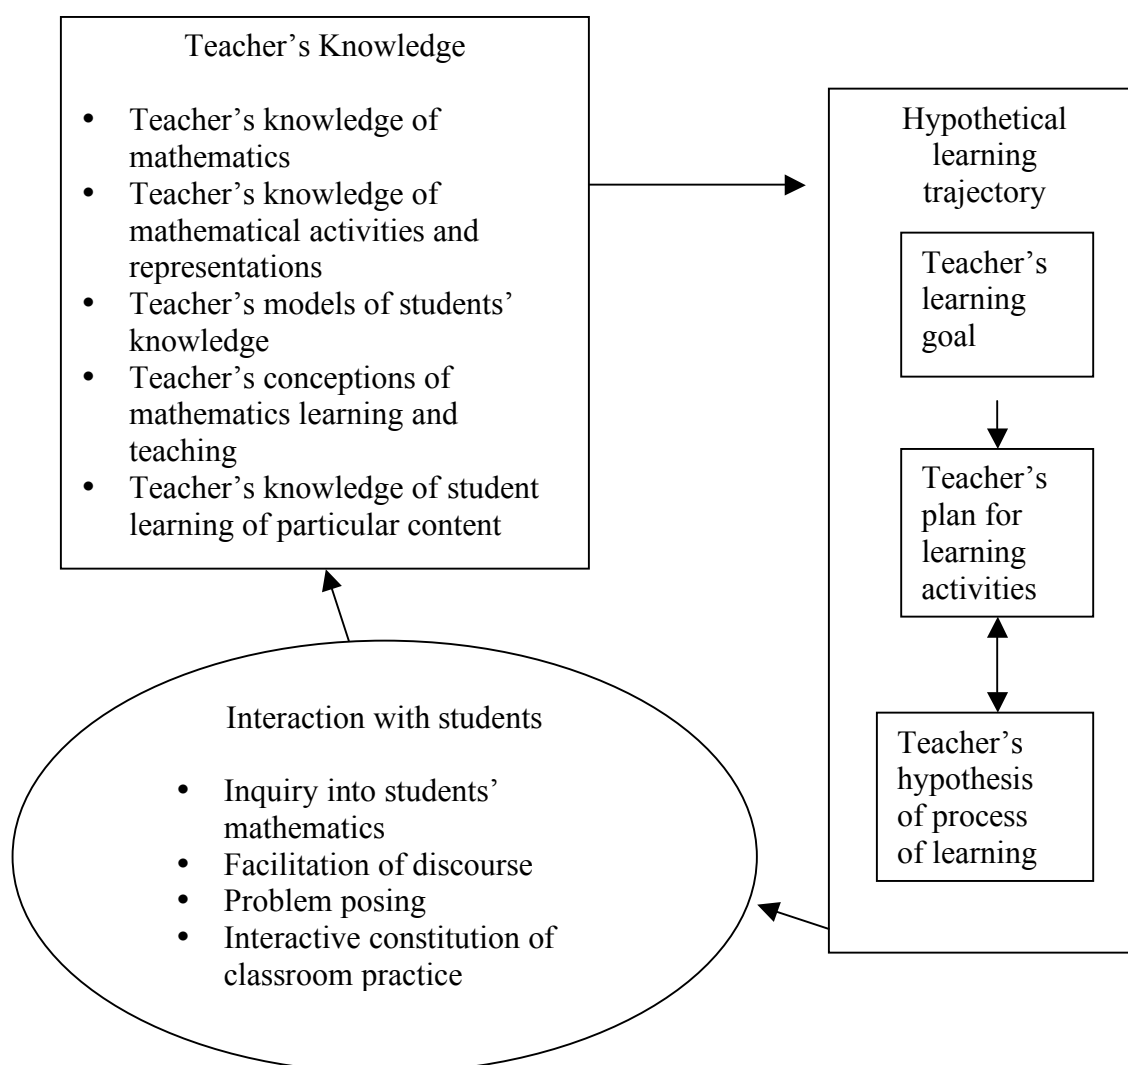 Teacher’s Knowledge
• Teacher’s knowledge of
mathematics
• Teacher’s knowledge of
mathematical activities and
representations
• Teacher’s models of students’
knowledge
• Teacher’s conceptions of
mathematics learning and
teaching
• Teacher’s knowledge of student
learning of particular content
Hypothetical
learning
trajectory
Teacher’s
learning
goal
Teacher’s
plan for
learning
activities
Teacher’s
hypothesis
of process
of learning
Interaction with students
• Inquiry into students’
mathematics
• Facilitation of discourse
• Problem posing
• Interactive constitution of
classroom practice